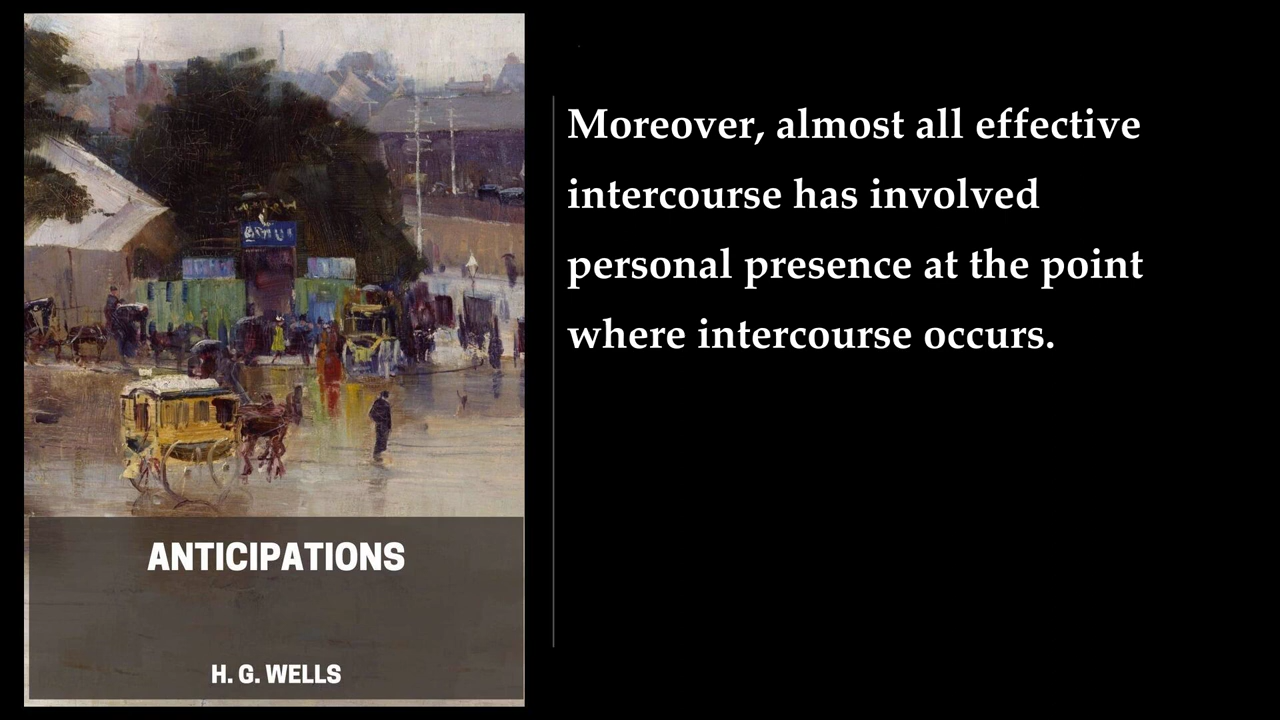 Moreover, almost all effective
intercourse has involved
personal presence at the point
where intercourse occurs.
ANTICIPATIONS
H. G. WELLS